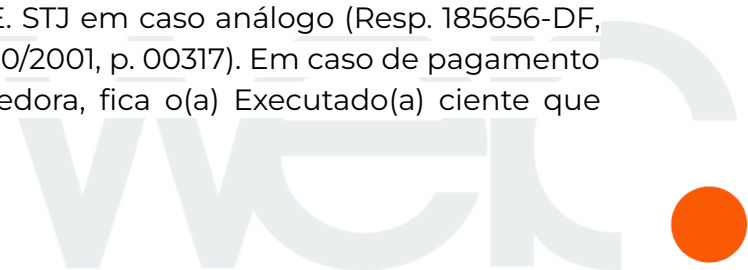 E. STJ em caso análogo (Resp. 185656-DF,
0/2001, p. 00317). Em caso de pagamento
edora, fica o(a) Executado(a) ciente que